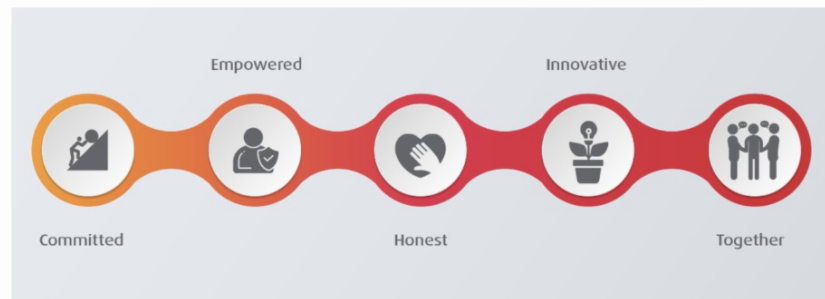 Empowered
Innovative
Committed
Honest
Together